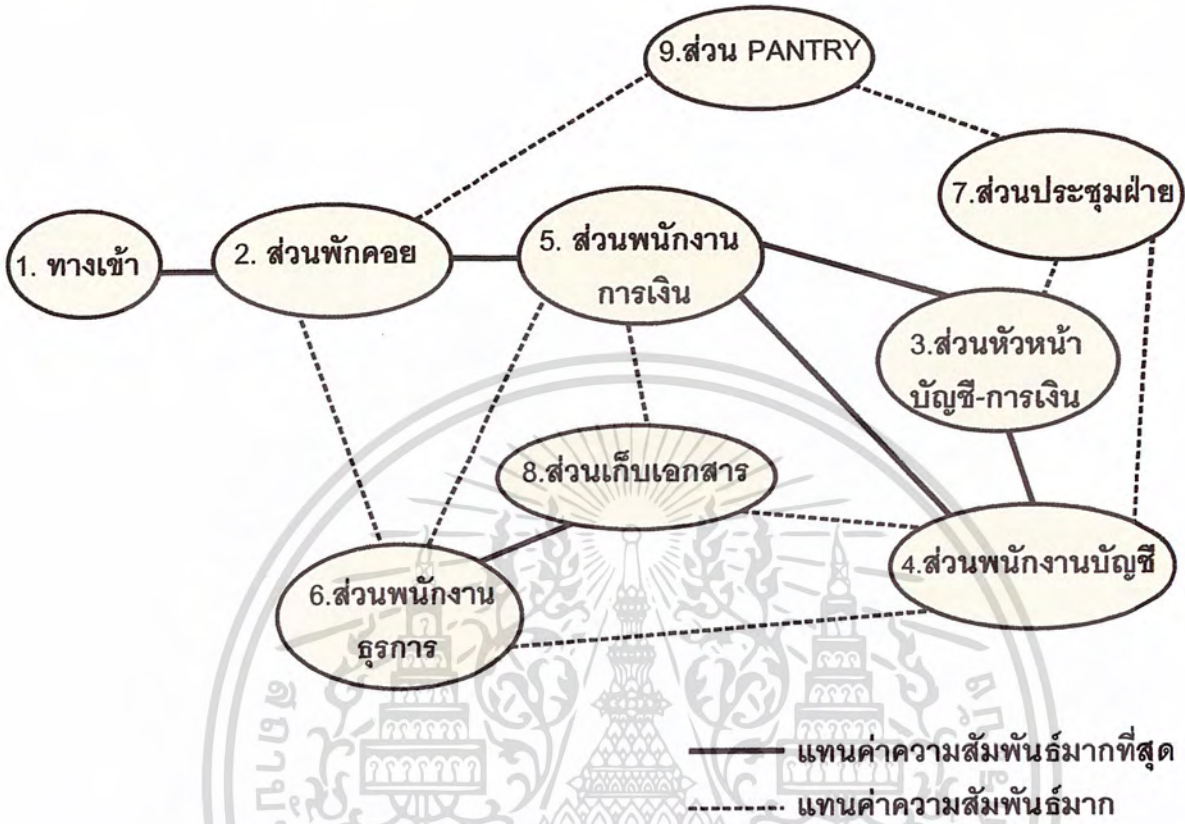 9.ส่วน PANTRY
7.ส่วนประชุมฝ่าย
1. ทางเข้า
2. ส่วนพักคอย
5. ส่วนพนักงาน
การเงิน
3.ส่วนหัวหน้า
บัญชี-การเงิน
8.ส่วนเก็บเอกสาร
4.ส่วนพนักงานบัญชี
6.ส่วนพนักงาน
ธุรการ
แทนค่าความสัมพันธ์มากที่สุด
แทนค่าความสัมพันธ์มาก